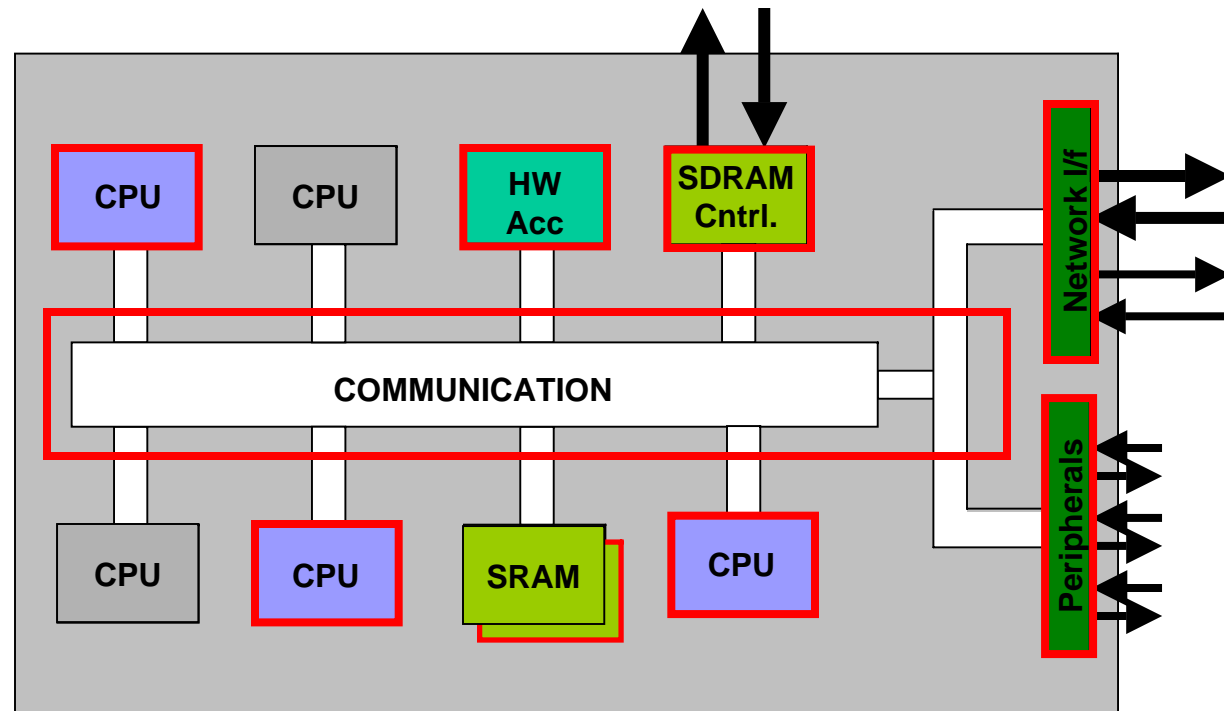 CPU
CPU
HW
Acc
SDRAM
Cntrl.
Network I/f
COMMUNICATION
Peripherals
CPU
CPU
SRAM
CPU